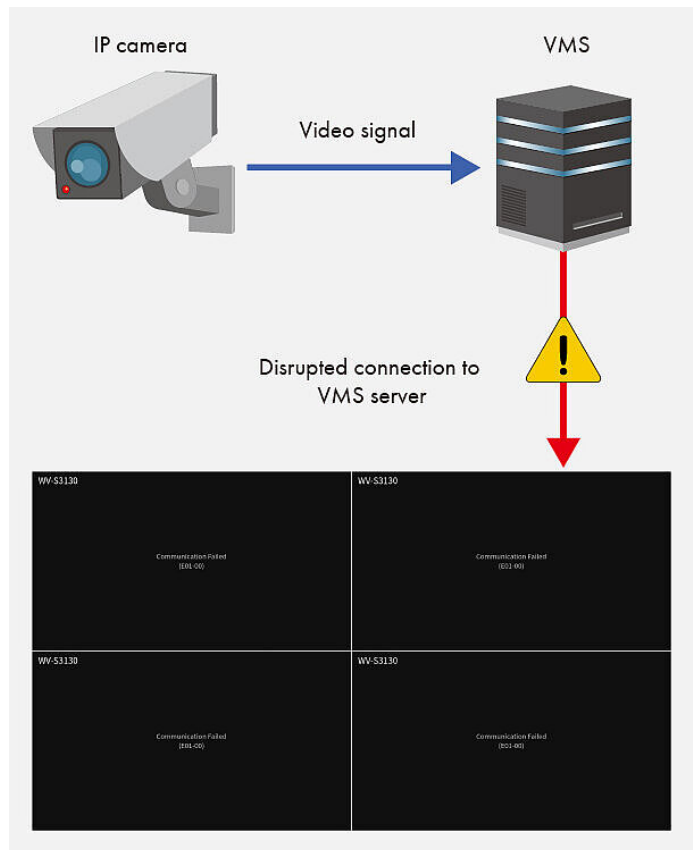 IP camera
VMS
Video signal
Disrupted connection to
VMS server
WV-S3130
WV-S3130
Communication Failed
(E01-00)
Communication Failed
(E01-00)
WV-S3130
WV-S3130
Communication Failed
(E01-00)
Communication Failed
(E01-00)